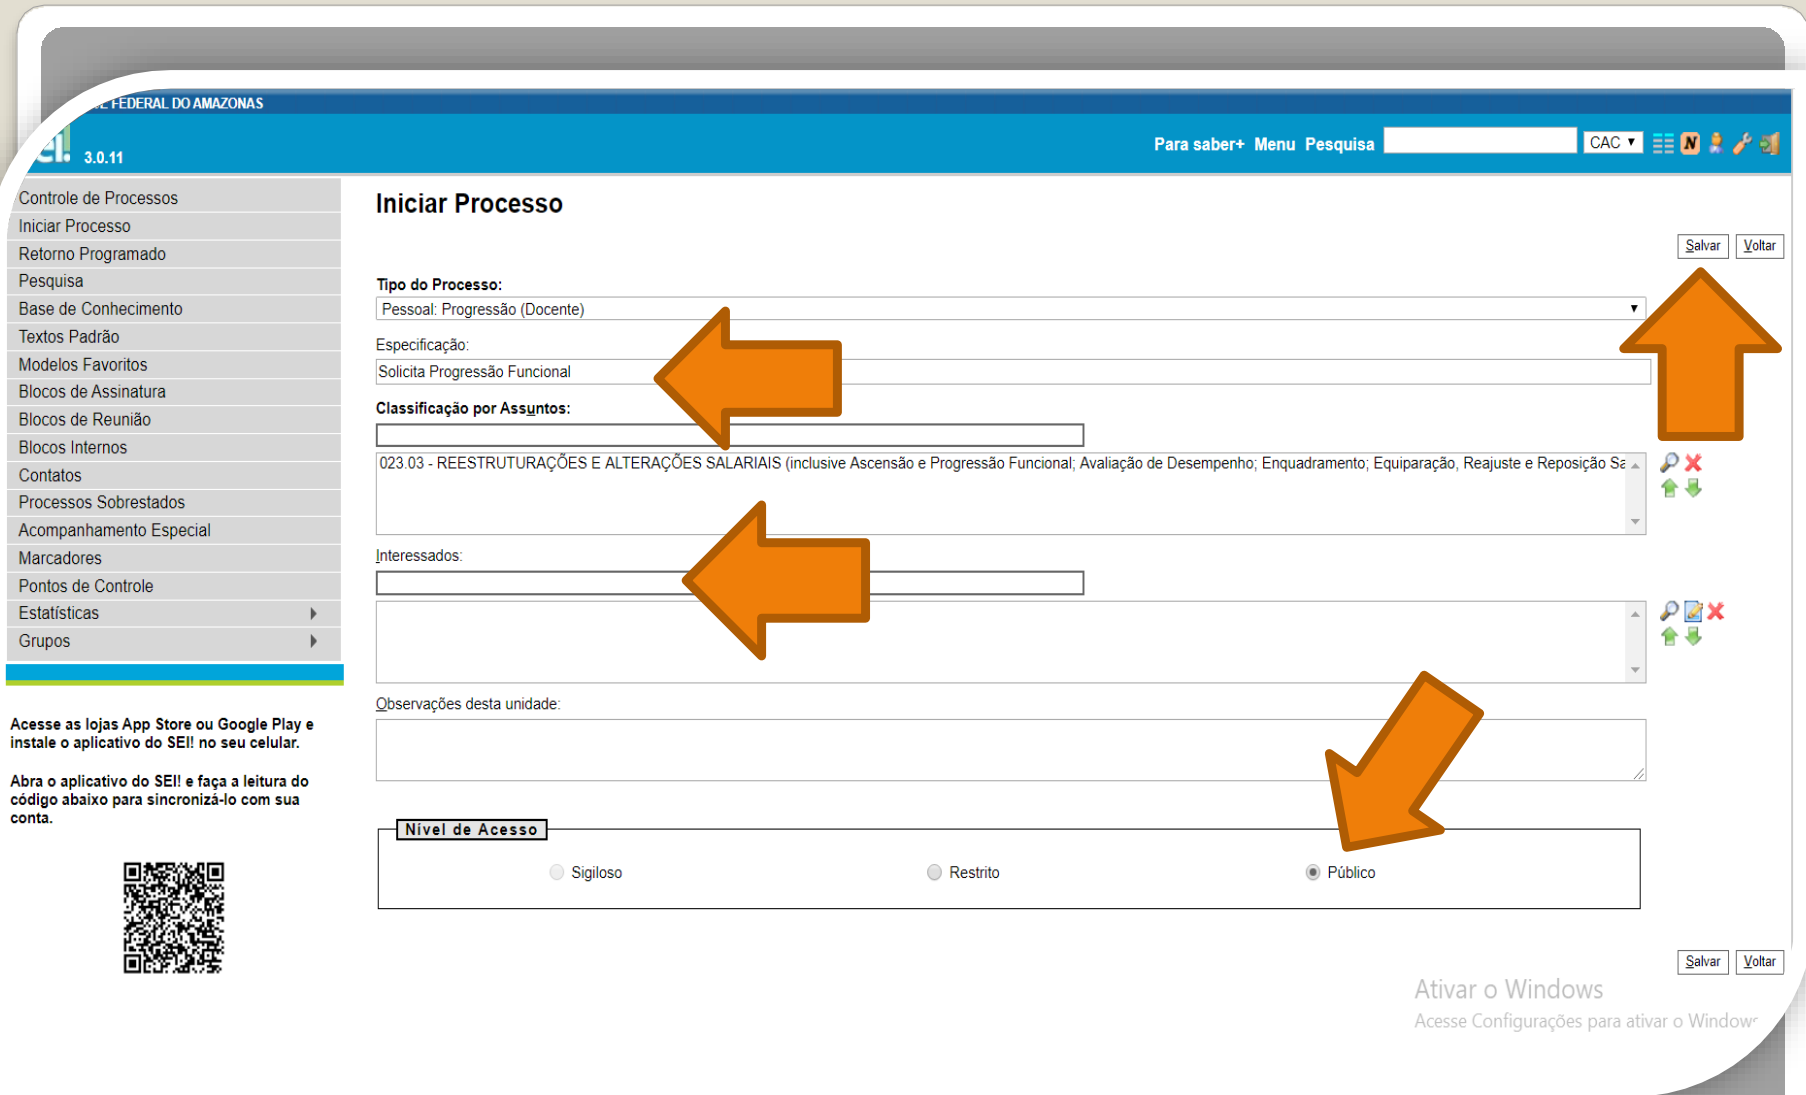 FEDERAL DO AMAZONAS
3.0.11
Para saber+ Menu Pesquisa
CAC
N
Controle de Processos
Iniciar Processo
Retorno Programado
Pesquisa
Base de Conhecimento
Textos Padrão
Modelos Favoritos
Blocos de Assinatura
Blocos de Reunião
Blocos Internos
Contatos
Processos Sobrestados
Acompanhamento Especial
Marcadores
Pontos de Controle
Estatísticas
Grupos
Acesse as lojas App Store ou Google Play e
instale o aplicativo do SEI! no seu celular.
Abra o aplicativo do SEI! e faça a leitura do
código abaixo para sincronizá-lo com sua
conta.
Iniciar Processo
Salvar Voltar
Tipo do Processo:
Pessoal: Progressão (Docente)
Especificação:
Solicita Progressão Funcional
Classificação por Assuntos:
023.03 - REESTRUTURAÇÕES E ALTERAÇÕES SALARIAIS (inclusive Ascensão e Progressão Funcional; Avaliação de Desempenho; Enquadramento; Equiparação, Reajuste e Reposição Sa
Interessados:
Observações desta unidade:
Nível de Acesso
Sigiloso
Restrito
Público
Salvar Voltar
Ativar o Windows
Acesse Configurações para ativar o Windows